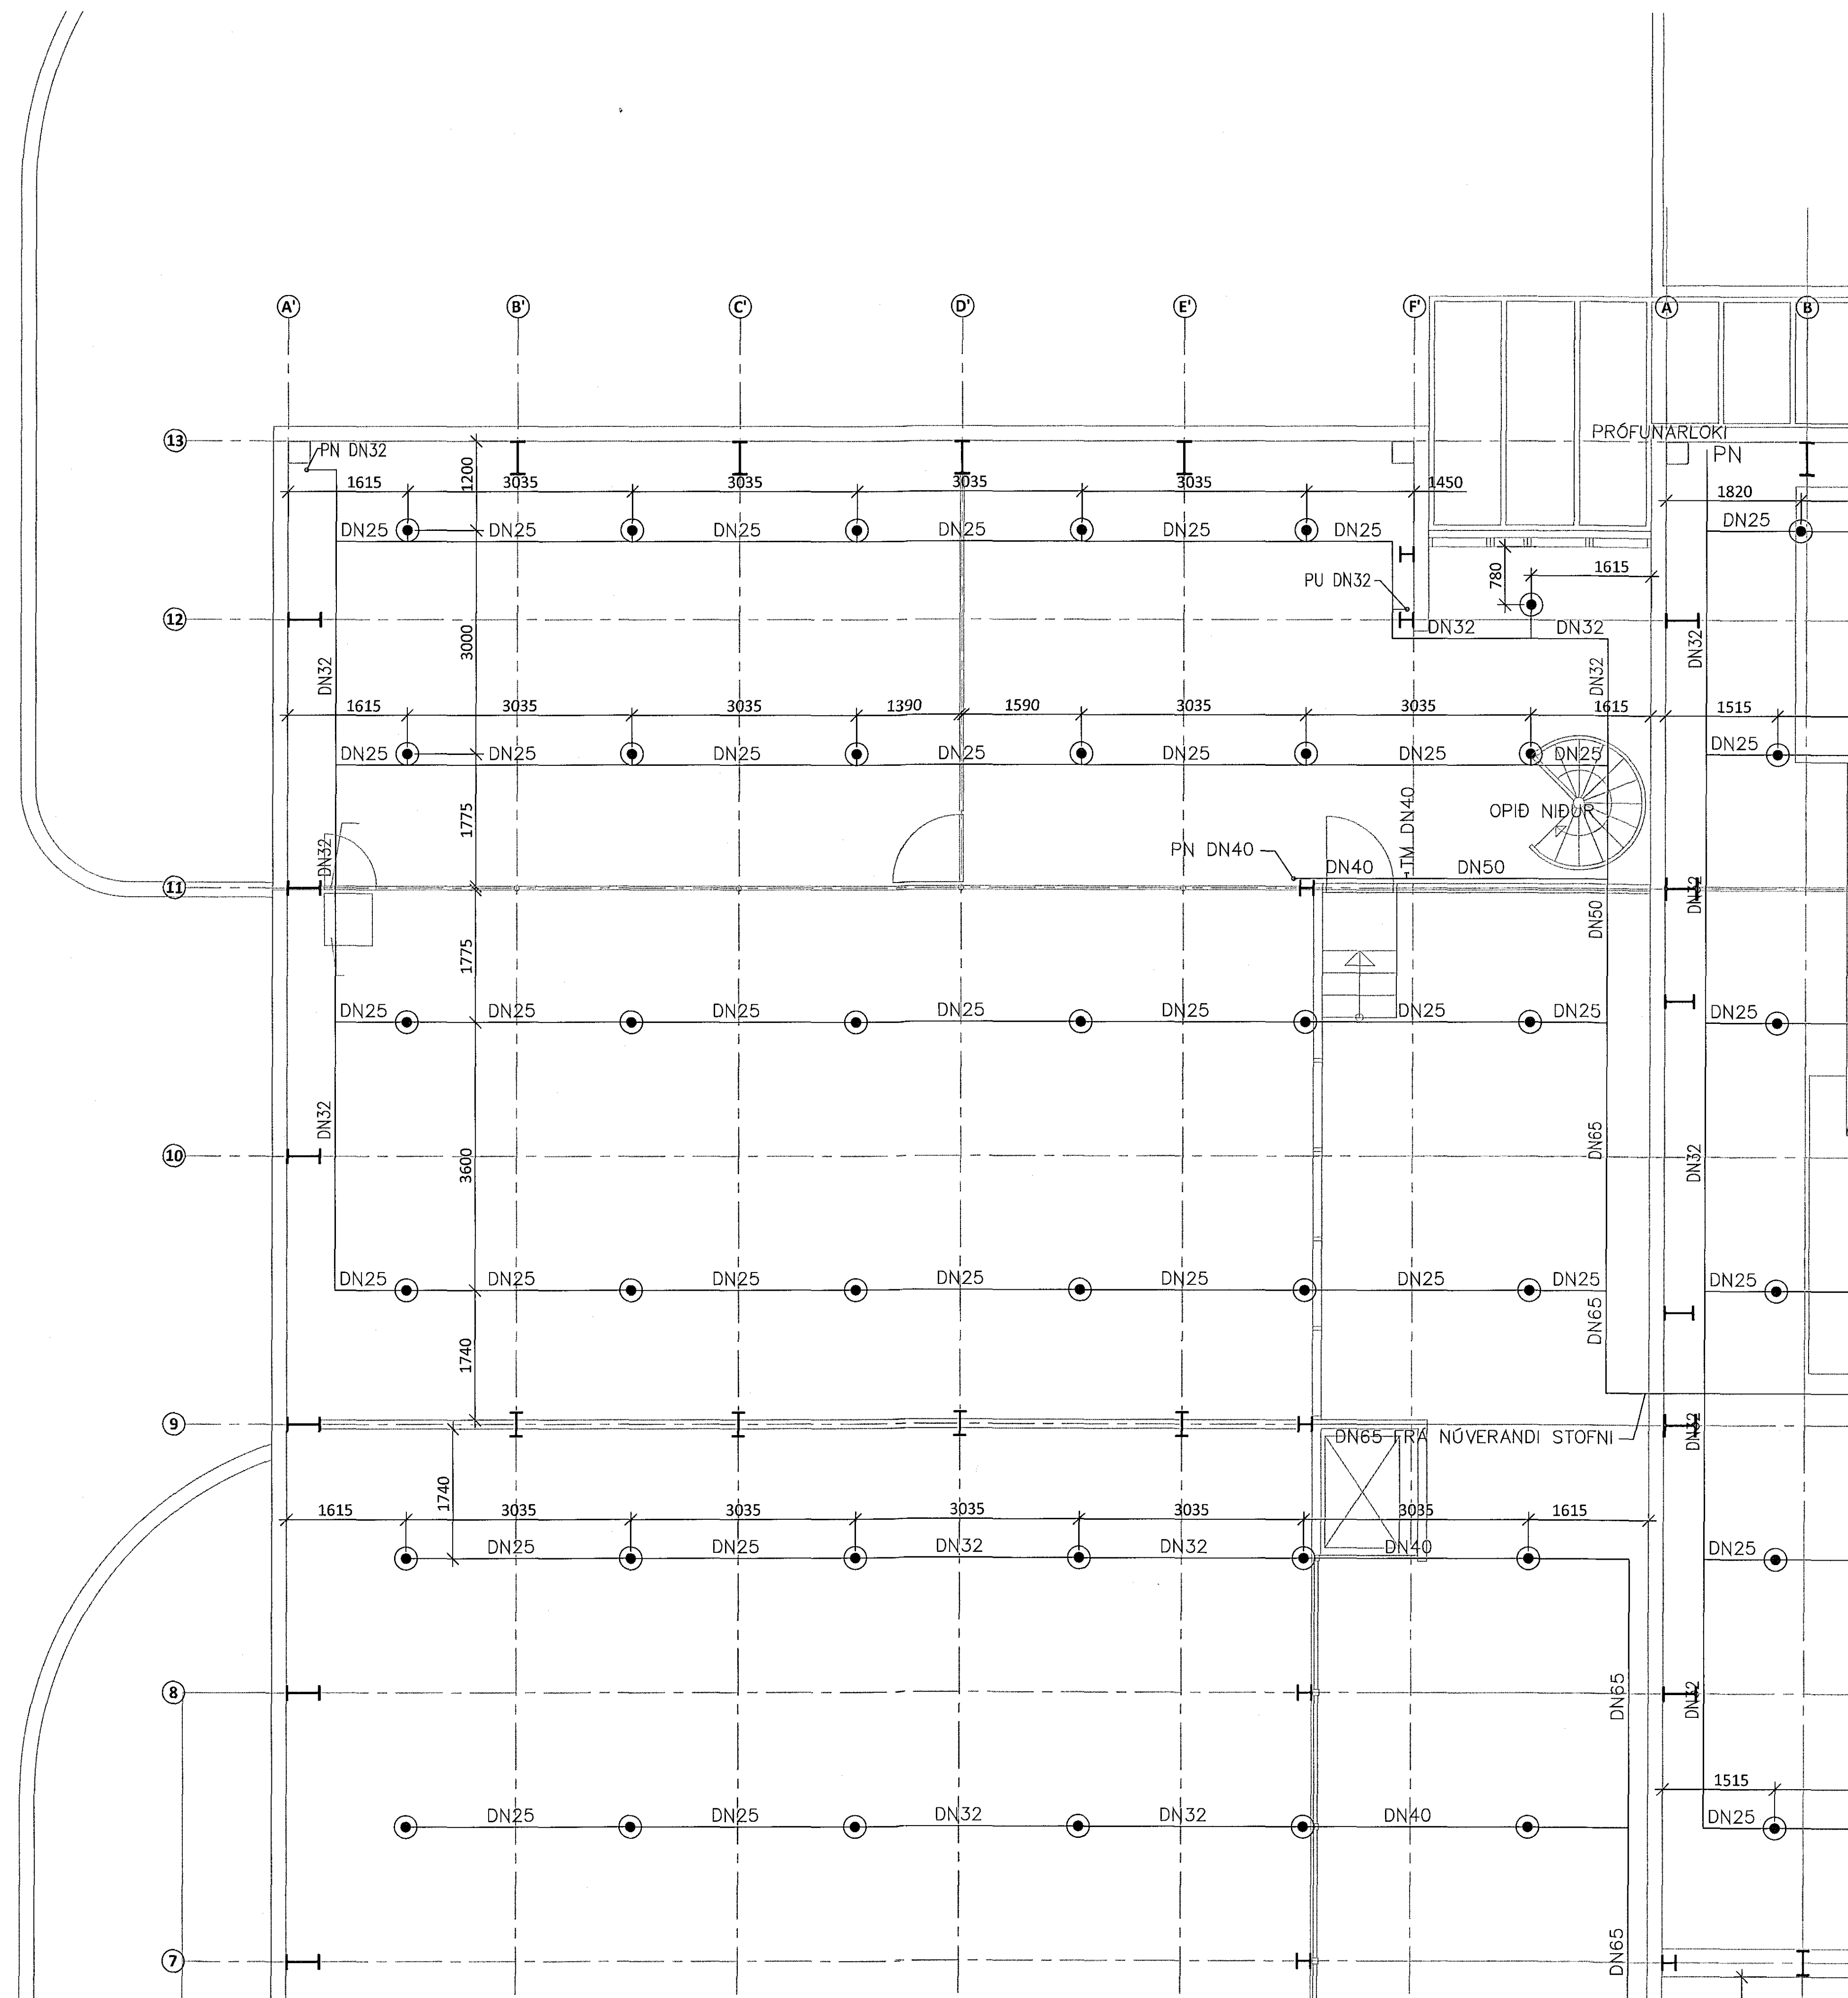 A' B' C' D' E' F' A B
13
PRÓFUNARLOKI
PN DN32
PN
1200
1615 3035 3035 3035 3035 1450
1820
DN25 DN25 DN25 DN25 DN25 DN25
DN25
780
1615
PU DN32
12
DN32 DN32
3000
DN32
DN32
DN32
1615 3035 3035 1390 1590 3035 3035 1615 1515
DN25 DN25 DN25 DN25 DN25 DN25 DN25
DN25
1775
TM DN40
OPIÐ NIÐUR
DN32
PN DN40
DN40 DN50
11
DN32
DN50
1775
DN25 DN25 DN25 DN25 DN25 DN25 DN25
DN25
DN32
DN65
10
3600
DN32
DN25 DN25 DN25 DN25 DN25 DN25 DN25
DN25
DN65
1740
9
DN32
DN65 FRÁ NÚVERANDI STOFNI
1740
1615 3035 3035 3035 3035 3035 1615
DN25 DN25 DN32 DN32 DN40
DN25
8
DN65
DN32
1515
DN25 DN25 DN32 DN32 DN40
DN25
DN65
7